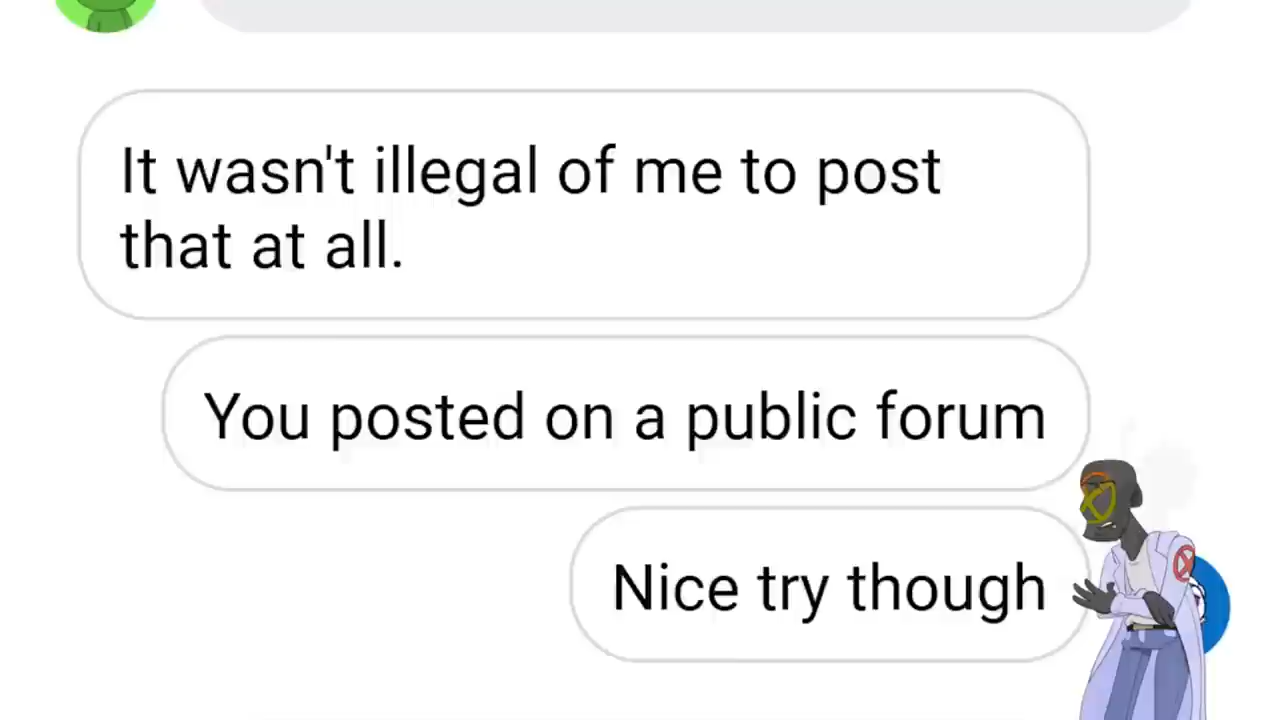 It wasn't illegal of me to post
that at all.
You posted on a public forum
Nice try though